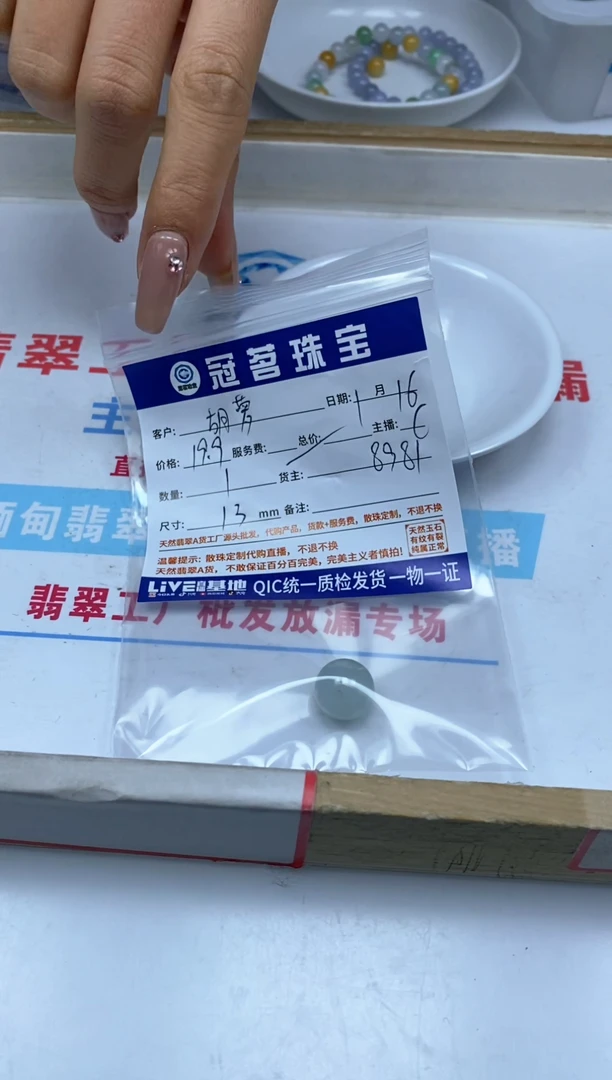 冠茗珠宝
客户: 胡萝 日期: 1月16
价格: 19.9 服务费: 总价: 主播: C
数量: 1 货主: 8981
尺寸: 13 mm 备注:
天然翡翠A货工厂源头批发,代购产品,货款+服务费,散珠定制,不退不换
温馨提示: 散珠定制代购直播,不退不换
天然翡翠A货,不敢保证百分百完美,完美主义者慎拍!
天然玉石
有纹有裂
纯属正常
LiVE 基地 QIC统一质检发货一物一证
翡翠工
漏
主
直
缅甸翡翠
播
翡翠工厂批发放漏专场